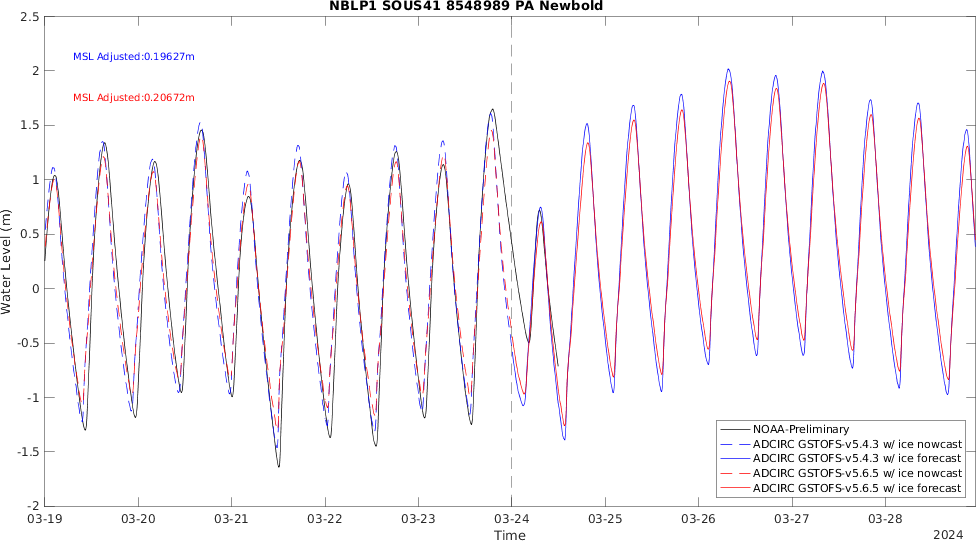 NBLP1 SOUS41 8548989 PA Newbold
2.5
2
1.5
1
0.5
0
-0.5
-1
-1.5
-2
Water Level (m)
MSL Adjusted:0.19627m
MSL Adjusted:0.20672m
NOAA-Preliminary
ADCIRC GSTOFS-v5.4.3 w/ ice nowcast
ADCIRC GSTOFS-v5.4.3 w/ ice forecast
ADCIRC GSTOFS-v5.6.5 w/ ice nowcast
ADCIRC GSTOFS-v5.6.5 w/ ice forecast
03-19 03-20 03-21 03-22 03-23 03-24 03-25 03-26 03-27 03-28
Time
2024